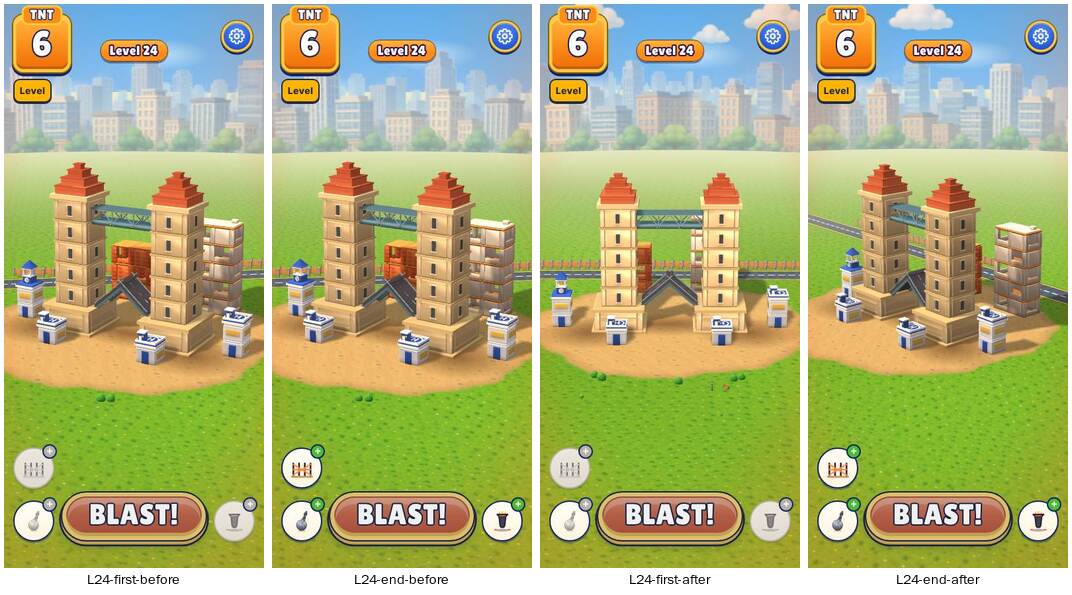 TNT
6
Level 24
Level
BLAST!
L24-first-before
TNT
6
Level 24
Level
BLAST!
L24-end-before
TNT
6
Level 24
Level
BLAST!
L24-first-after
TNT
6
Level 24
Level
BLAST!
L24-end-after